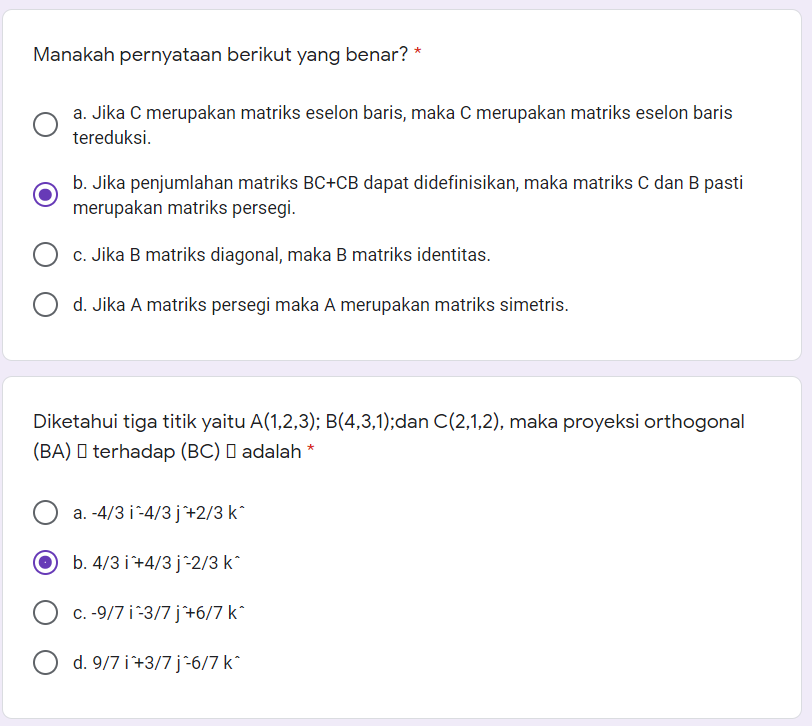 Manakah pernyataan berikut yang benar? *
a. Jika C merupakan matriks eselon baris, maka C merupakan matriks eselon baris
tereduksi.
b. Jika penjumlahan matriks BC+CB dapat didefinisikan, maka matriks C dan B pasti
merupakan matriks persegi.
c. Jika B matriks diagonal, maka B matriks identitas.
d. Jika A matriks persegi maka A merupakan matriks simetris.
Diketahui tiga titik yaitu A(1,2,3); B(4,3,1);dan C(2,1,2), maka proyeksi orthogonal
(BA) ▯ terhadap (BC) ▯ adalah *
a. -4/3 i ̂-4/3 j ̂+2/3 k ̂
b. 4/3 i ̂+4/3 j ̂-2/3 k ̂
c. -9/7 i ̂-3/7 j ̂+6/7 k ̂
d. 9/7 i ̂+3/7 j ̂-6/7 k ̂